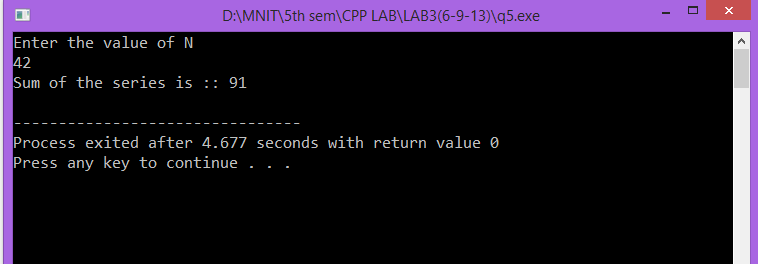 D:\MNIT\5th sem\CPP LAB\LAB3(6-9-13)\q5.exe
Enter the value of N
42
Sum of the series is :: 91
--------------------------------
Process exited after 4.677 seconds with return value 0
Press any key to continue . . .